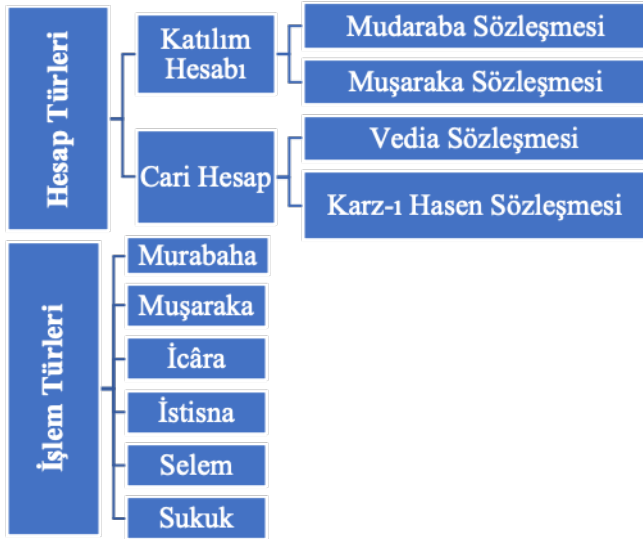 Hesap Türleri
Katılım
Hesabı
Mudaraba Sözleşmesi
Muşaraka Sözleşmesi
Cari Hesap
Vedia Sözleşmesi
Karz-ı Hasen Sözleşmesi
İşlem Türleri
Murabaha
Muşaraka
İcâra
İstisna
Selem
Sukuk